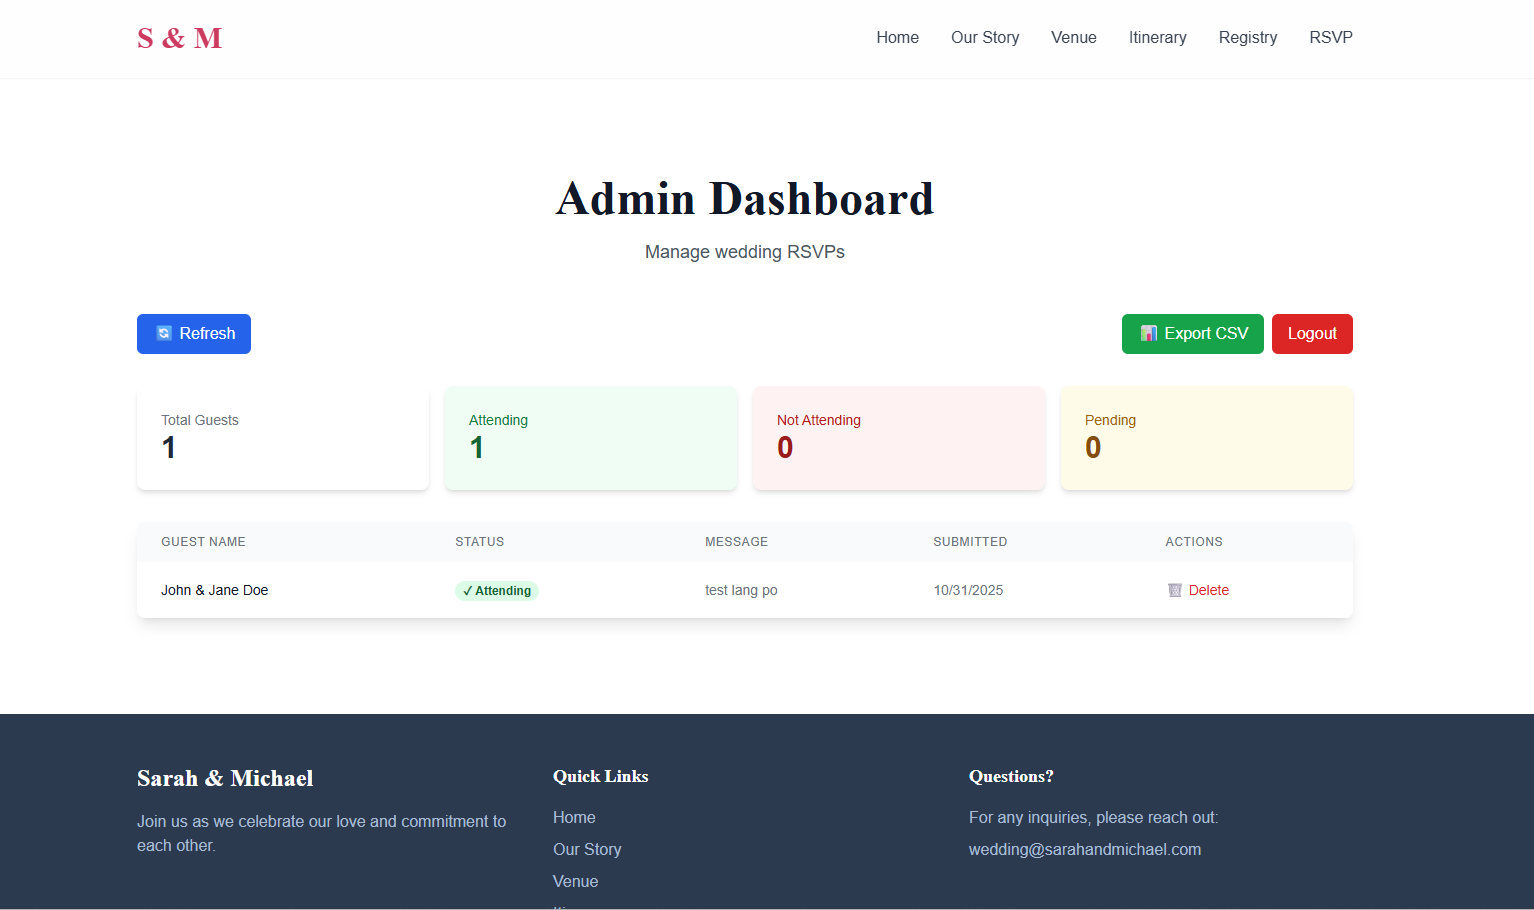 S & M
Home Our Story Venue Itinerary Registry RSVP
Admin Dashboard
Manage wedding RSVPs
Refresh
Export CSV
Logout
Total Guests
1
Attending
1
Not Attending
0
Pending
0
GUEST NAME STATUS MESSAGE SUBMITTED ACTIONS
John & Jane Doe ✓ Attending test lang po 10/31/2025 Delete
Sarah & Michael
Join us as we celebrate our love and commitment to
each other.
Quick Links
Home
Our Story
Venue
Questions?
For any inquiries, please reach out:
wedding@sarahandmichael.com